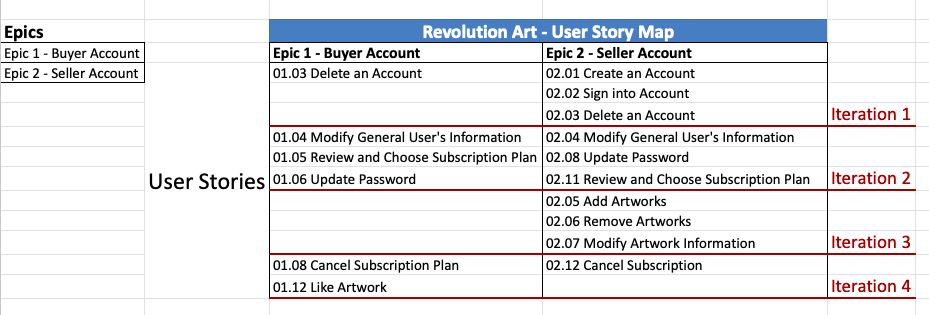 Revolution Art - User Story Map
Epics
Epic 1 - Buyer Account
Epic 2 - Seller Account
Epic 1 - Buyer Account Epic 2 - Seller Account
01.03 Delete an Account 02.01 Create an Account
02.02 Sign into Account
02.03 Delete an Account Iteration 1
01.04 Modify General User's Information 02.04 Modify General User's Information
01.05 Review and Choose Subscription Plan 02.08 Update Password
User Stories 01.06 Update Password 02.11 Review and Choose Subscription Plan Iteration 2
02.05 Add Artworks
02.06 Remove Artworks
02.07 Modify Artwork Information Iteration 3
01.08 Cancel Subscription Plan 02.12 Cancel Subscription
01.12 Like Artwork Iteration 4